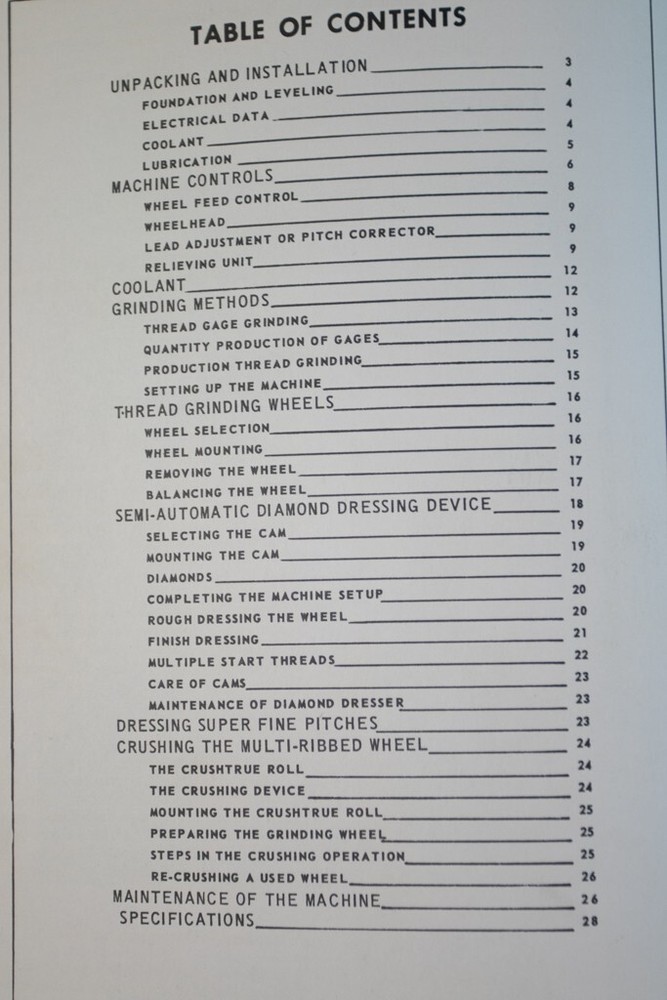 TABLE OF CONTENTS
UNPACKING AND INSTALLATION 3
FOUNDATION AND LEVELING 4
ELECTRICAL DATA 4
COOLANT 4
LUBRICATION 5
MACHINE CONTROLS 6
WHEEL FEED CONTROL 8
WHEELHEAD 9
LEAD ADJUSTMENT OR PITCH CORRECTOR 9
RELIEVING UNIT 9
COOLANT 12
GRINDING METHODS 12
THREAD GAGE GRINDING 13
QUANTITY PRODUCTION OF GAGES 14
PRODUCTION THREAD GRINDING 15
SETTING UP THE MACHINE 15
THREAD GRINDING WHEELS 16
WHEEL SELECTION 16
WHEEL MOUNTING 16
REMOVING THE WHEEL 17
BALANCING THE WHEEL 17
SEMI-AUTOMATIC DIAMOND DRESSING DEVICE 18
SELECTING THE CAM 19
MOUNTING THE CAM 19
DIAMONDS 20
COMPLETING THE MACHINE SETUP 20
ROUGH DRESSING THE WHEEL 20
FINISH DRESSING 21
MULTIPLE START THREADS 22
CARE OF CAMS 23
MAINTENANCE OF DIAMOND DRESSER 23
DRESSING SUPER FINE PITCHES 23
CRUSHING THE MULTI-RIBBED WHEEL 24
THE CRUSHTRUE ROLL 24
THE CRUSHING DEVICE 24
MOUNTING THE CRUSHTRUE ROLL 25
PREPARING THE GRINDING WHEEL 25
STEPS IN THE CRUSHING OPERATION 25
RE-CRUSHING A USED WHEEL 26
MAINTENANCE OF THE MACHINE 26
SPECIFICATIONS 28